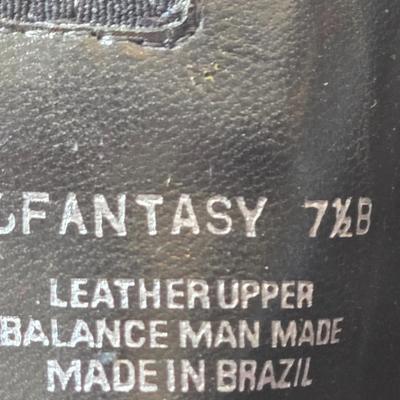 FANTASY 7½B
LEATHER UPPER
BALANCE MAN MADE
MADE IN BRAZIL